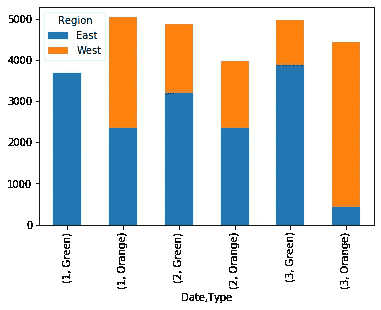 Region
East
West
5000
4000
3000
2000
1000
0
(1, Green)
(1, Orange)
(2, Green)
(2, Orange)
(3, Green)
(3, Orange)
Date,Type